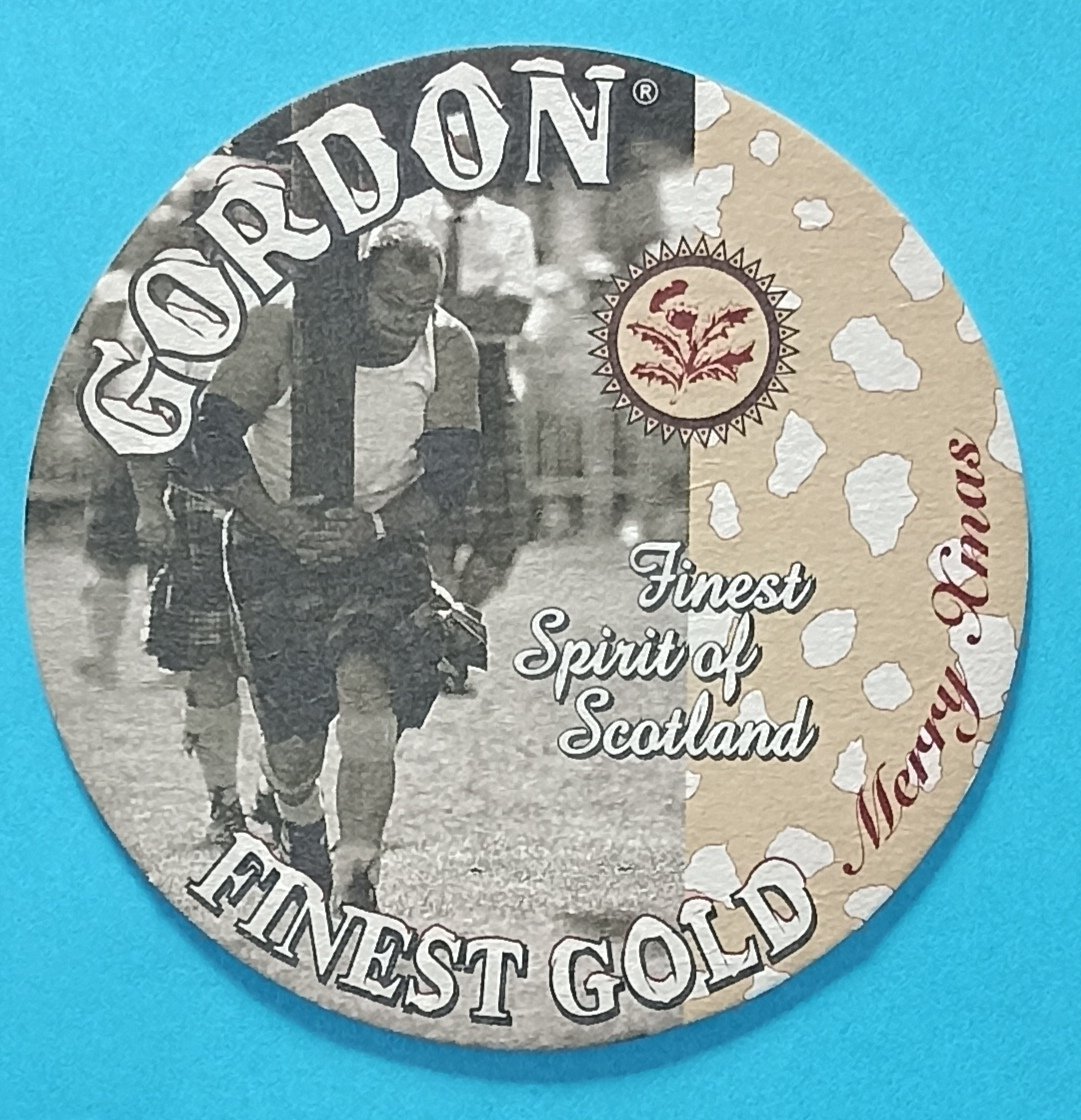 GORDON®
Finest
Spirit of
Scotland
Merry Xmas
FINEST GOLD